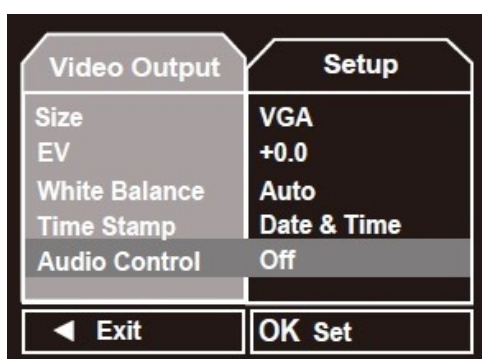 Video Output Setup
Size VGA
EV +0.0
White Balance Auto
Time Stamp Date & Time
Audio Control Off
◀ Exit OK Set